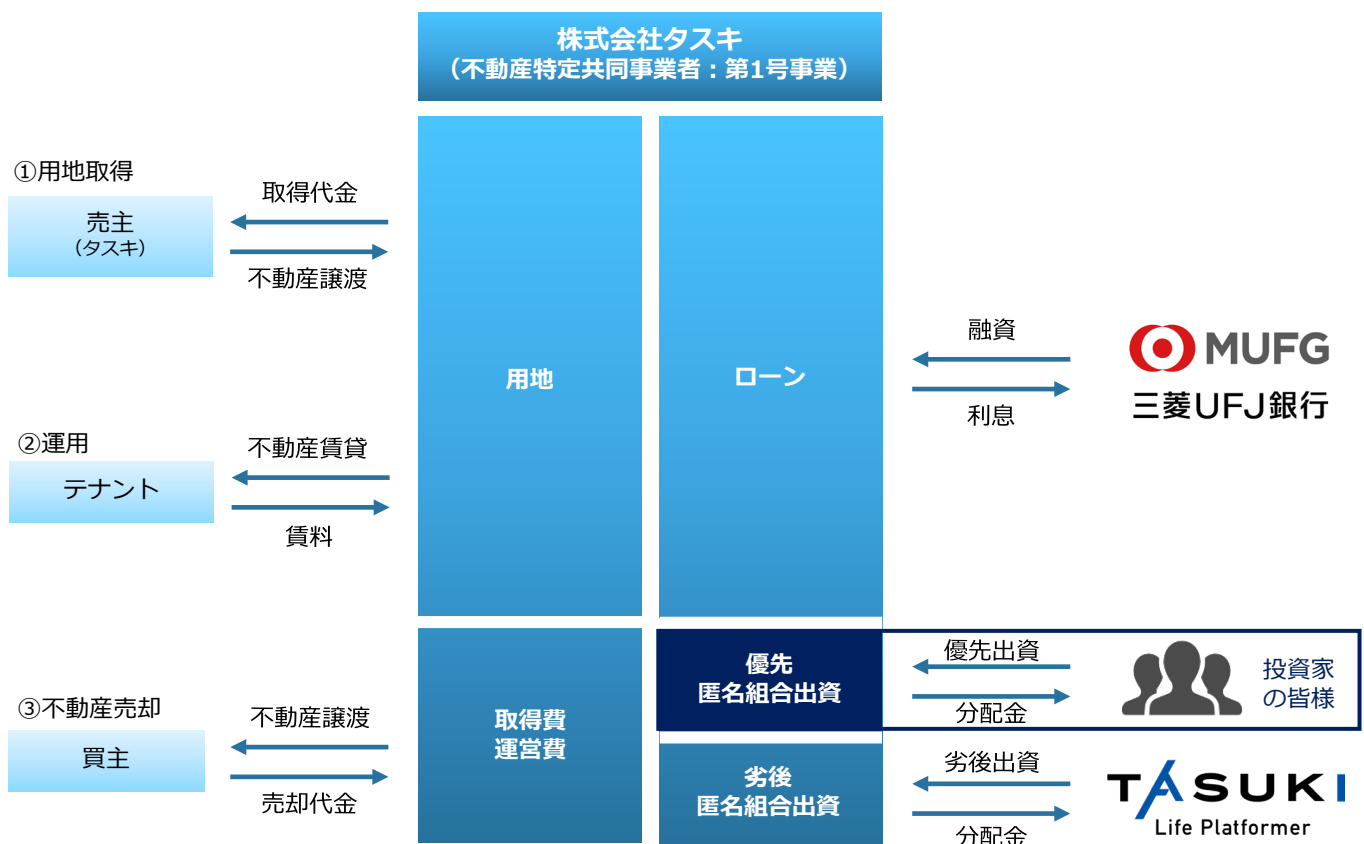 株式会社タスキ
（不動産特定共同事業者：第1号事業）
①用地取得
売主
（タスキ）
取得代金
不動産譲渡
②運用
テナント
不動産賃貸
賃料
③不動産売却
買主
不動産譲渡
売却代金
用地
取得費
運営費
ローン
優先
匿名組合出資
劣後
匿名組合出資
融資
利息
MUFG
三菱UFJ銀行
優先出資
分配金
投資家
の皆様
劣後出資
分配金
TASUKI
Life Platformer